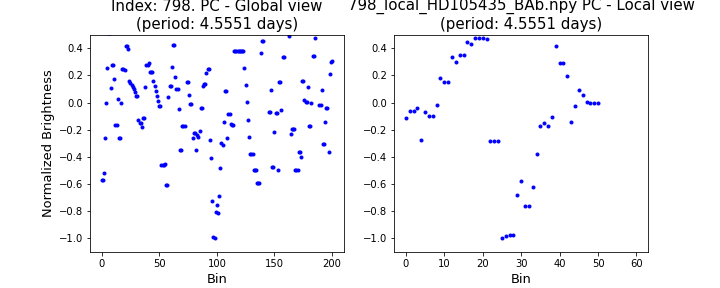 Index: 798. PC - Global view
(period: 4.5551 days)
798_local_HD105435_BAb.npy PC - Local view
(period: 4.5551 days)
Normalized Brightness
0.4
0.2
0.0
−0.2
−0.4
−0.6
−0.8
−1.0
0 50 100 150 200
Bin
0.4
0.2
0.0
−0.2
−0.4
−0.6
−0.8
−1.0
0 10 20 30 40 50 60
Bin